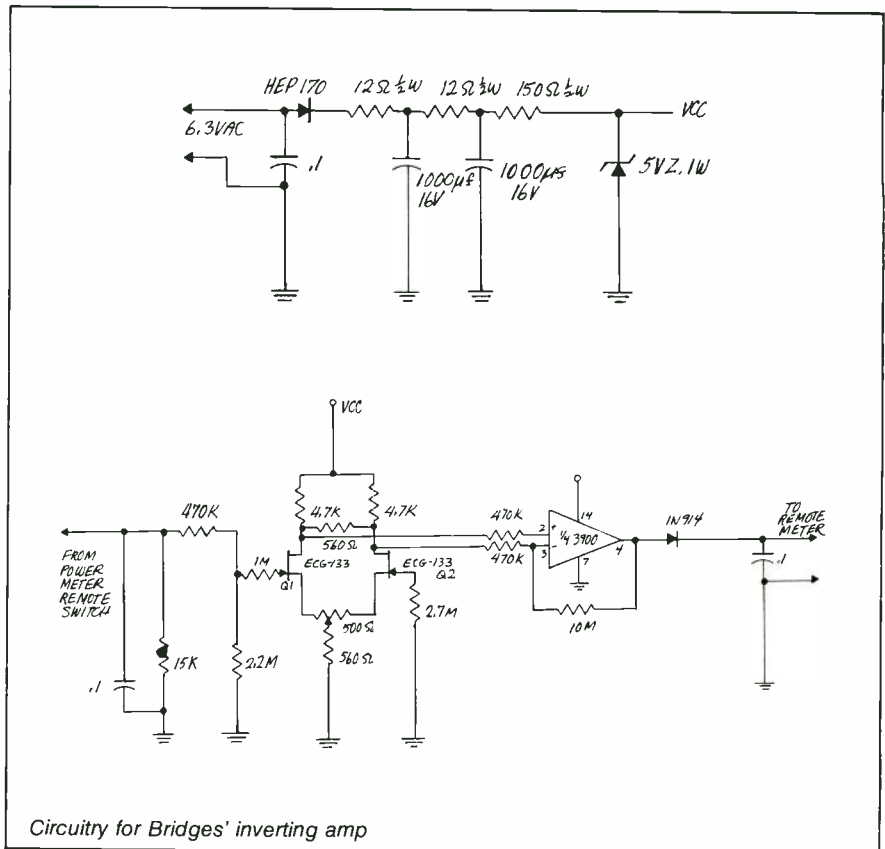 HEP 170
12Ω ½W
12Ω ½W
150Ω ½W
VCC
6.3VAC
.1
1000µf
16V
1000µf
16V
5VZ, 1W
VCC
470K
4.7K
4.7K
560Ω
470K
470K
2
+
3
-
14
¼ 3900
4
7
1N914
TO
REMOTE
METER
FROM
POWER
METER
REMOTE
SWITCH
1M
ECG-133
Q1
ECG-133
Q2
2.7M
10M
.1
500Ω
560Ω
15K
2.2M
.1
Circuitry for Bridges' inverting amp